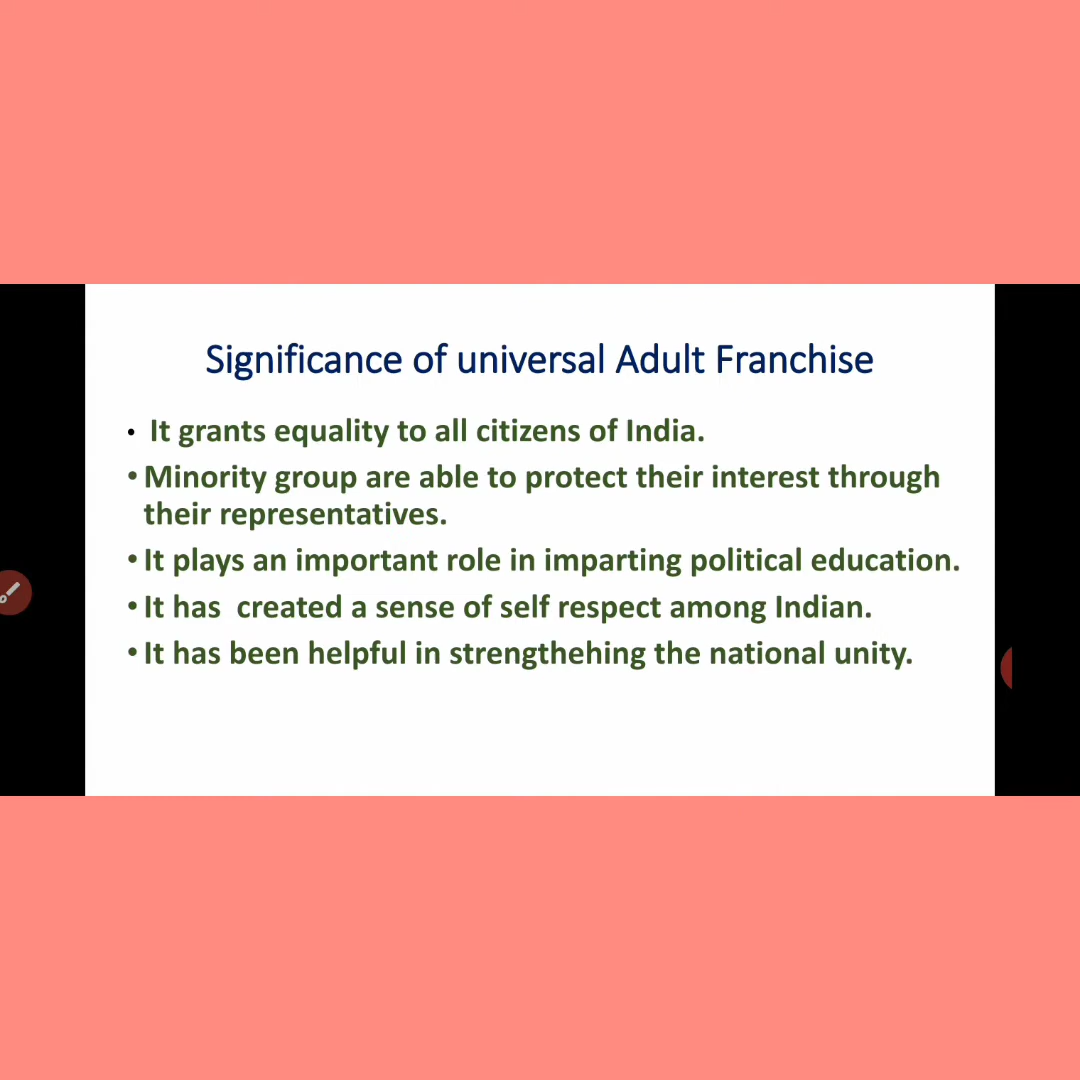 Significance of universal Adult Franchise
• It grants equality to all citizens of India.
• Minority group are able to protect their interest through
their representatives.
• It plays an important role in imparting political education.
• It has  created a sense of self respect among Indian.
• It has been helpful in strengthehing the national unity.